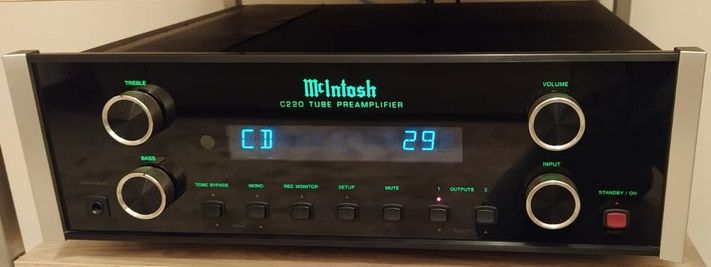 McIntosh
C220 TUBE PREAMPLIFIER
TREBLE
VOLUME
CD 29
BASS
INPUT
TONE BYPASS MONO REC MONITOR SETUP MUTE 1 OUTPUTS 2
STANDBY / ON
RESET